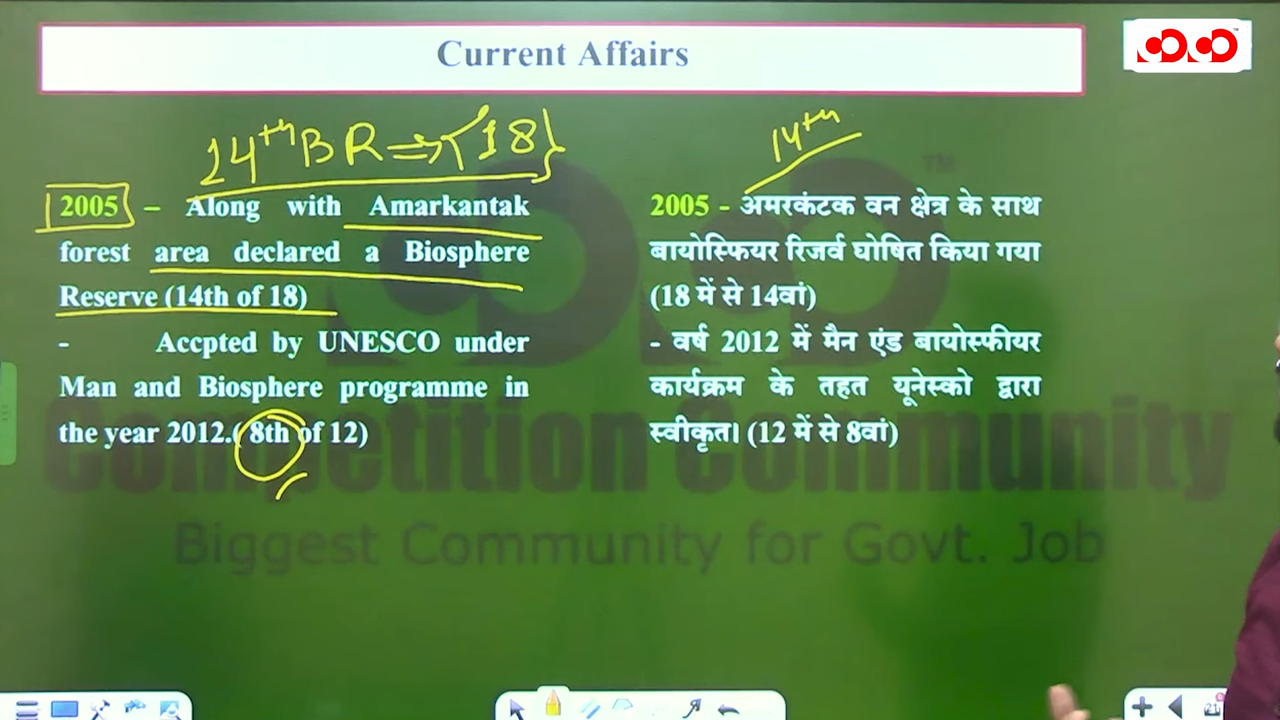 Current Affairs
14th BR ⇒ {18}
14th
2005 – Along with Amarkantak
forest area declared a Biosphere
Reserve (14th of 18)
- Accpted by UNESCO under
Man and Biosphere programme in
the year 2012.( 8th of 12)
2005 - अमरकंटक वन क्षेत्र के साथ
बायोस्फियर रिजर्व घोषित किया गया
(18 में से 14वां)
- वर्ष 2012 में मैन एंड बायोस्फीयर
कार्यक्रम के तहत यूनेस्को द्वारा
स्वीकृत। (12 में से 8वां)
Competition Community
Biggest Community for Govt. Job
TM
21